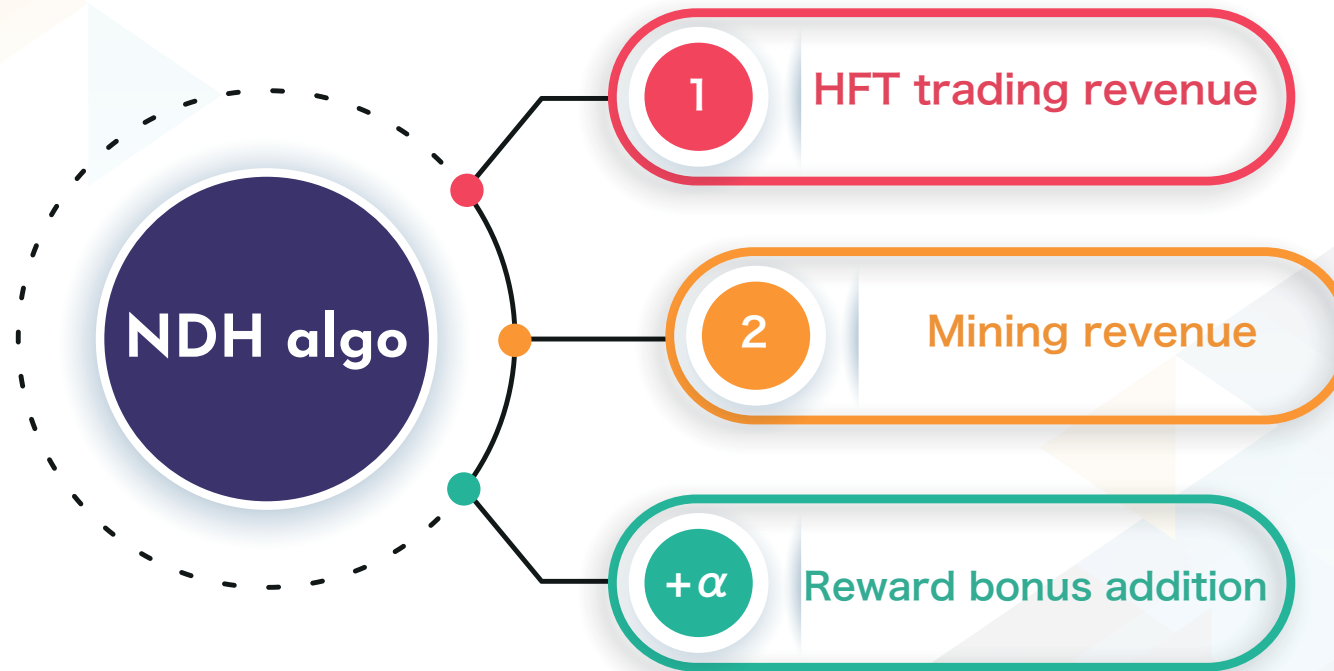 NDH algo
1
HFT trading revenue
2
Mining revenue
+α
Reward bonus addition